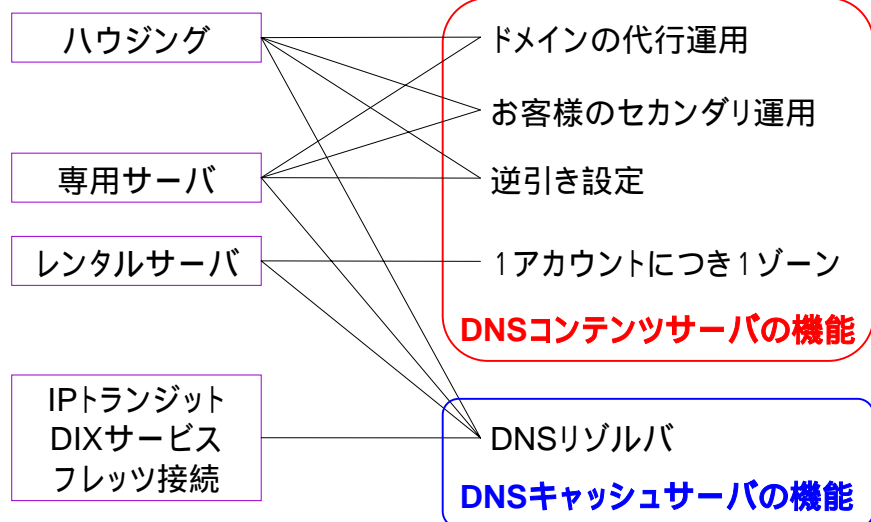 ハウジング
専用サーバ
レンタルサーバ
IPトランジット
DIXサービス
フレッツ接続
ドメインの代行運用
お客様のセカンダリ運用
逆引き設定
1アカウントにつき1ゾーン
DNSコンテンツサーバの機能
DNSリゾルバ
DNSキャッシュサーバの機能